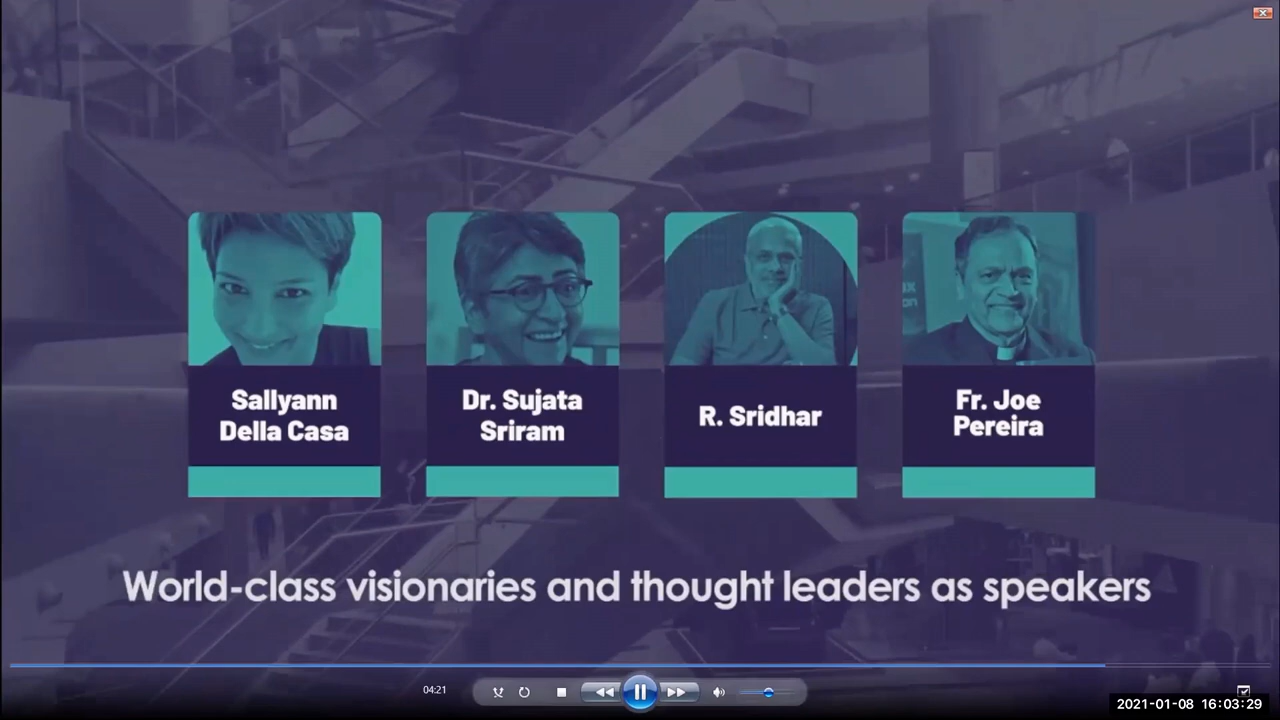 Sallyann
Della Casa
Dr. Sujata
Sriram
R. Sridhar
Fr. Joe
Pereira
World-class visionaries and thought leaders as speakers
04:21
2021-01-08 16:03:29